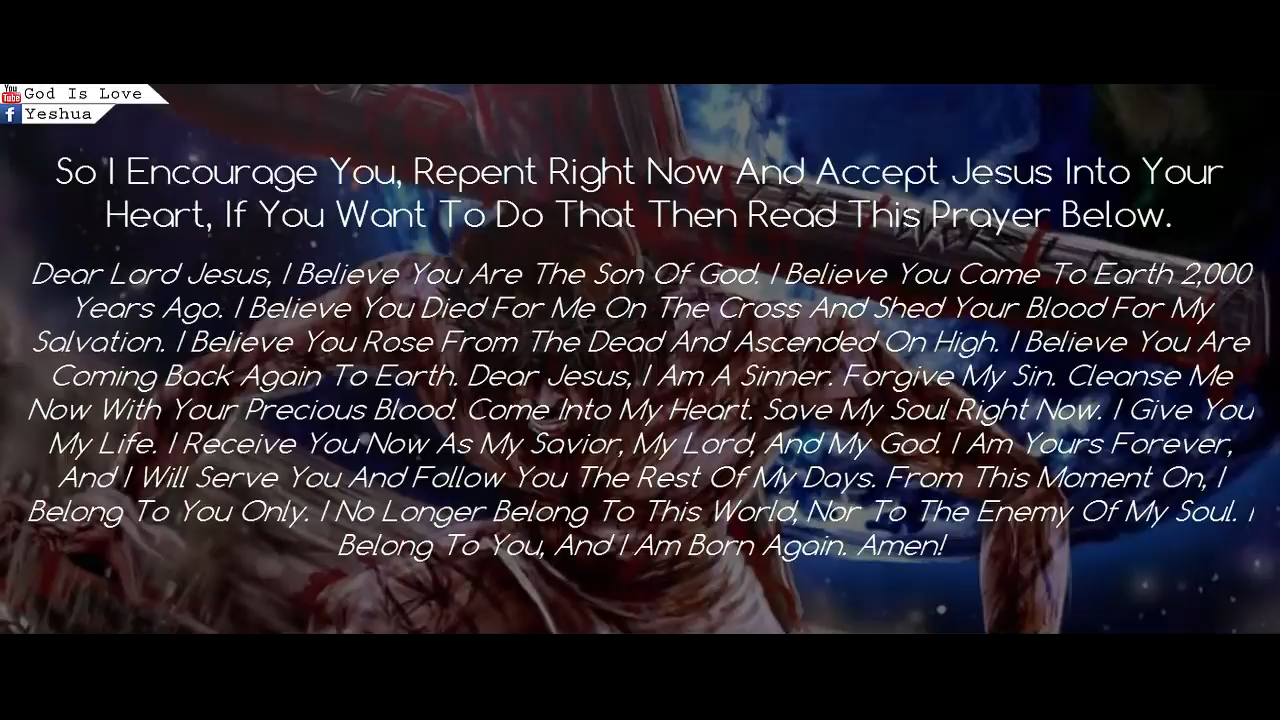 You
Tube
God Is Love
f
Yeshua
So I Encourage You, Repent Right Now And Accept Jesus Into Your
Heart, If You Want To Do That Then Read This Prayer Below.
Dear Lord Jesus, I Believe You Are The Son Of God. I Believe You Came To Earth 2,000
Years Ago. I Believe You Died For Me On The Cross And Shed Your Blood For My
Salvation. I Believe You Rose From The Dead And Ascended On High. I Believe You Are
Coming Back Again To Earth. Dear Jesus, I Am A Sinner. Forgive My Sin. Cleanse Me
Now With Your Precious Blood. Come Into My Heart. Save My Soul Right Now. I Give You
My Life. I Receive You Now As My Savior, My Lord, And My God. I Am Yours Forever,
And I Will Serve You And Follow You The Rest Of My Days. From This Moment On, I
Belong To You Only. I No Longer Belong To This World, Nor To The Enemy Of My Soul. I
Belong To You, And I Am Born Again. Amen!